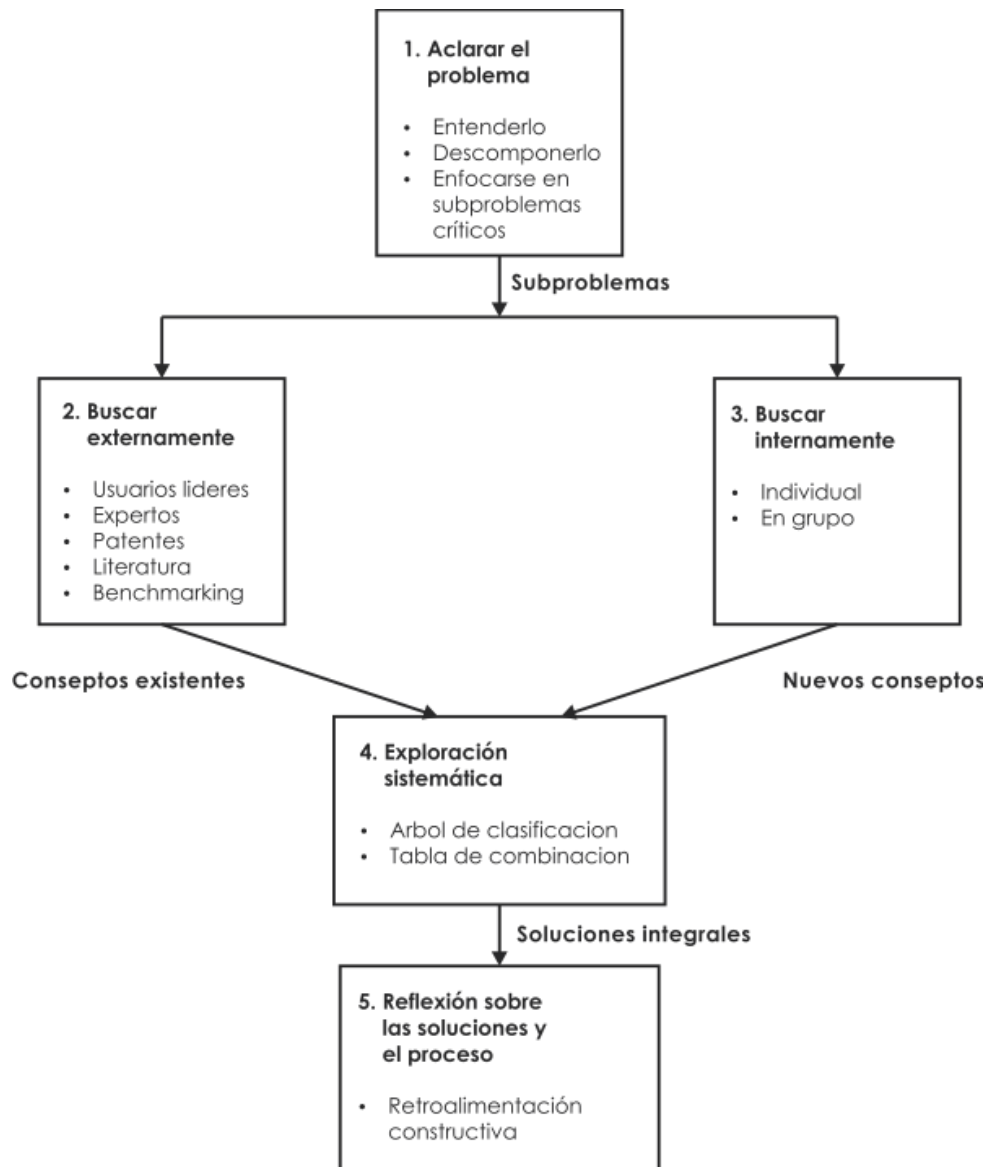 1. Aclarar el
problema
• Entenderlo
• Descomponerlo
• Enfocarse en
subproblemas
críticos
Subproblemas
2. Buscar
externamente
• Usuarios lideres
• Expertos
• Patentes
• Literatura
• Benchmarking
3. Buscar
internamente
• Individual
• En grupo
Conseptos existentes
Nuevos conseptos
4. Exploración
sistemática
• Arbol de clasificacion
• Tabla de combinacion
Soluciones integrales
5. Reflexión sobre
las soluciones y
el proceso
• Retroalimentación
constructiva